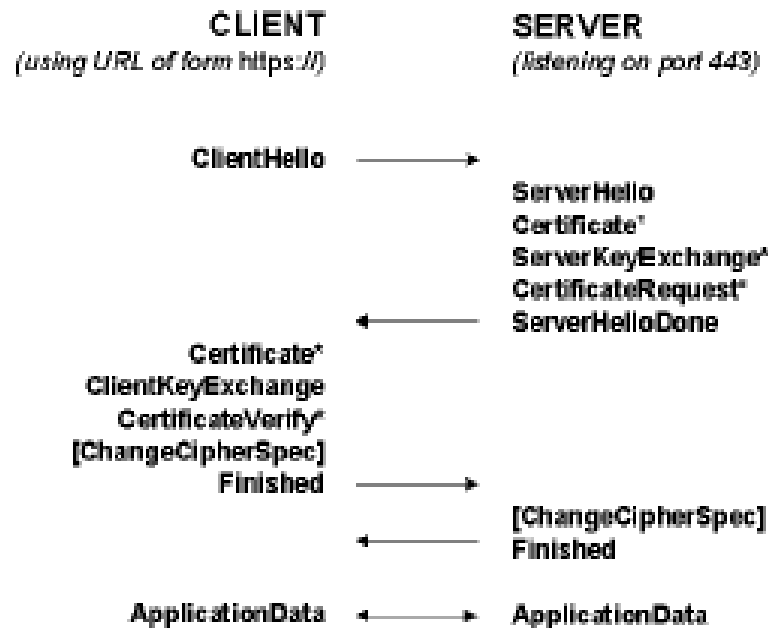 CLIENT
(using URL of form https://)
SERVER
(listening on port 443)
ClientHello
ServerHello
Certificate*
ServerKeyExchange*
CertificateRequest*
ServerHelloDone
Certificate*
ClientKeyExchange
CertificateVerify*
[ChangeCipherSpec]
Finished
[ChangeCipherSpec]
Finished
ApplicationData
ApplicationData